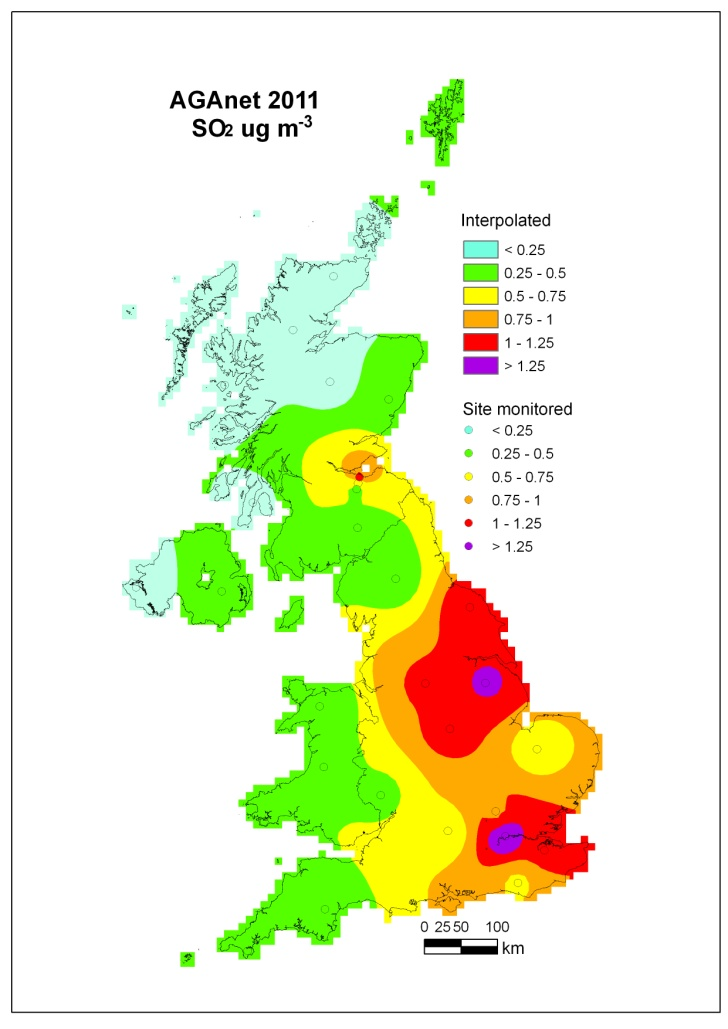 AGAnet 2011
SO2 ug m-3
Interpolated
< 0.25
0.25 - 0.5
0.5 - 0.75
0.75 - 1
1 - 1.25
> 1.25
Site monitored
< 0.25
0.25 - 0.5
0.5 - 0.75
0.75 - 1
1 - 1.25
> 1.25
0 25 50 100
km